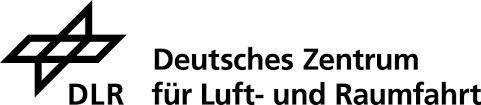 Deutsches Zentrum
DLR für Luft- und Raumfahrt